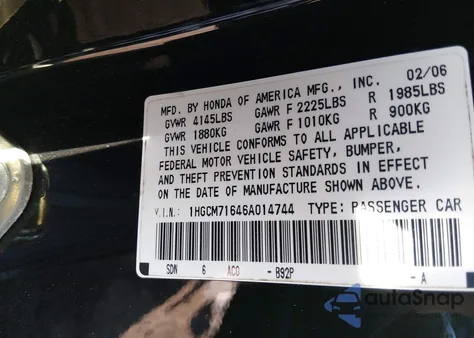 MFD. BY HONDA OF AMERICA MFG., INC. 02/06
GVWR 4145LBS GAWR F 2225LBS R 1985LBS
GVWR 1880KG GAWR F 1010KG R 900KG
THIS VEHICLE CONFORMS TO ALL APPLICABLE
FEDERAL MOTOR VEHICLE SAFETY, BUMPER,
AND THEFT PREVENTION STANDARDS IN EFFECT
ON THE DATE OF MANUFACTURE SHOWN ABOVE.
V.I.N: 1HGCM71646A014744 TYPE: PASSENGER CAR
SDN 6 ACO - B92P - A
autoSnap